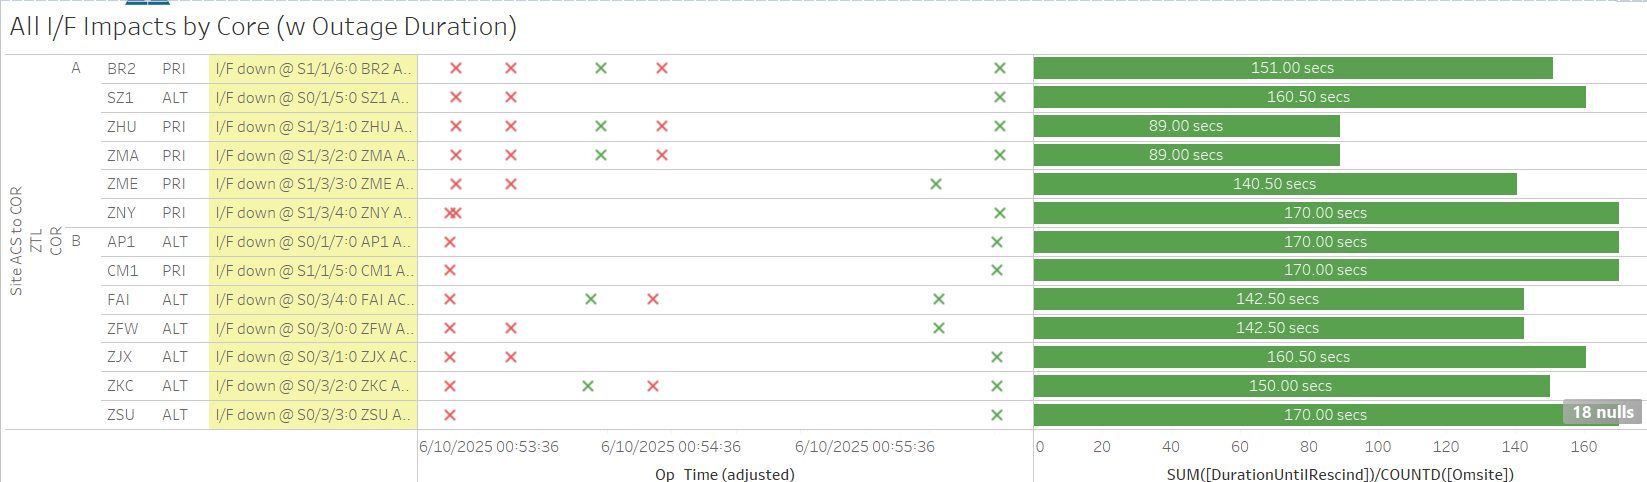 All I/F Impacts by Core (w Outage Duration)
Site ACS to COR
ZTL
COR
A BR2 PRI I/F down @ S1/1/6:0 BR2 A.. 151.00 secs
SZ1 ALT I/F down @ S0/1/5:0 SZ1 A.. 160.50 secs
ZHU PRI I/F down @ S1/3/1:0 ZHU A.. 89.00 secs
ZMA PRI I/F down @ S1/3/2:0 ZMA A.. 89.00 secs
ZME PRI I/F down @ S1/3/3:0 ZME A.. 140.50 secs
ZNY PRI I/F down @ S1/3/4:0 ZNY A.. 170.00 secs
B AP1 ALT I/F down @ S0/1/7:0 AP1 A.. 170.00 secs
CM1 PRI I/F down @ S1/1/5:0 CM1 A.. 170.00 secs
FAI ALT I/F down @ S0/3/4:0 FAI AC.. 142.50 secs
ZFW ALT I/F down @ S0/3/0:0 ZFW A.. 142.50 secs
ZJX ALT I/F down @ S0/3/1:0 ZJX AC.. 160.50 secs
ZKC ALT I/F down @ S0/3/2:0 ZKC A.. 150.00 secs
ZSU ALT I/F down @ S0/3/3:0 ZSU A.. 170.00 secs
18 nulls
6/10/2025 00:53:36 6/10/2025 00:54:36 6/10/2025 00:55:36 0 20 40 60 80 100 120 140 160
Op_Time (adjusted) SUM([DurationUntilRescind])/COUNTD([Omsite])